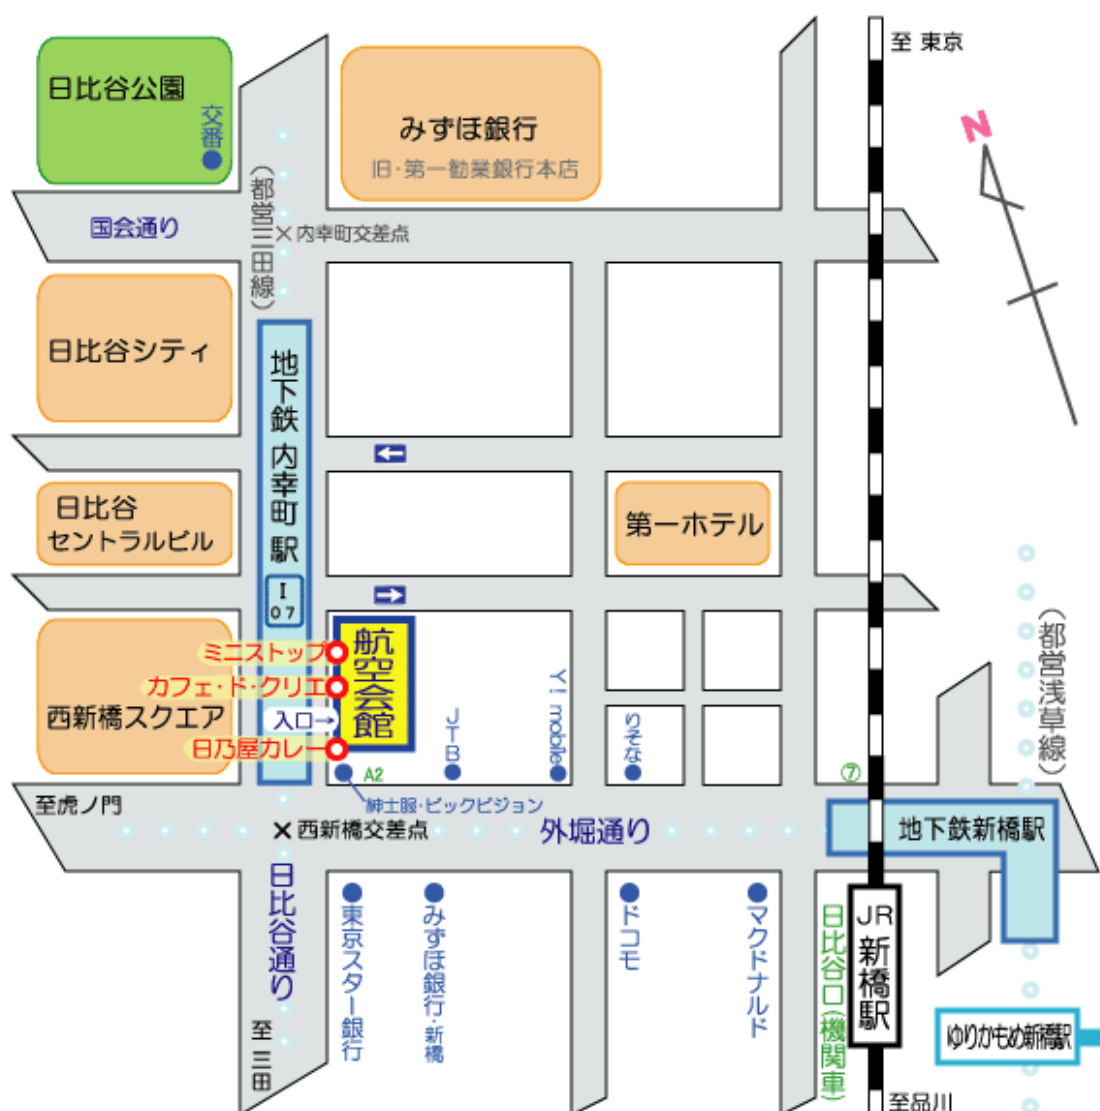 至 東京
日比谷公園
交番
みずほ銀行
旧・第一勧業銀行本店
N
国会通り
(都営三田線)
×内幸町交差点
日比谷シティ
地下鉄 内幸町 駅
I
07
←
日比谷
セントラルビル
第一ホテル
→
航空会館
ミニストップ
カフェ・ド・クリエ
入口→
日乃屋カレー
西新橋スクエア
JTB
Y! mobile
りそな
(都営浅草線)
A2
⑦
紳士服・ビックビジョン
至虎ノ門
×西新橋交差点
外堀通り
地下鉄新橋駅
日比谷通り
東京スター銀行
みずほ銀行・新橋
ドコモ
マクドナルド
日比谷口(機関車)
JR
新橋駅
ゆりかもめ新橋駅
至 三田
至品川